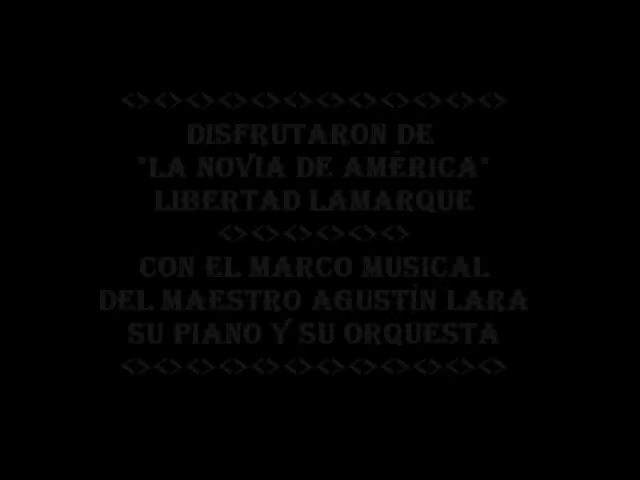 <><><><><><><><><><><><>
DISFRUTARON DE
"LA NOVIA DE AMÉRICA"
LIBERTAD LAMARQUE
<><><><><><>
CON EL MARCO MUSICAL
DEL MAESTRO AGUSTÍN LARA
SU PIANO Y SU ORQUESTA
<><><><><><><><><><><><>